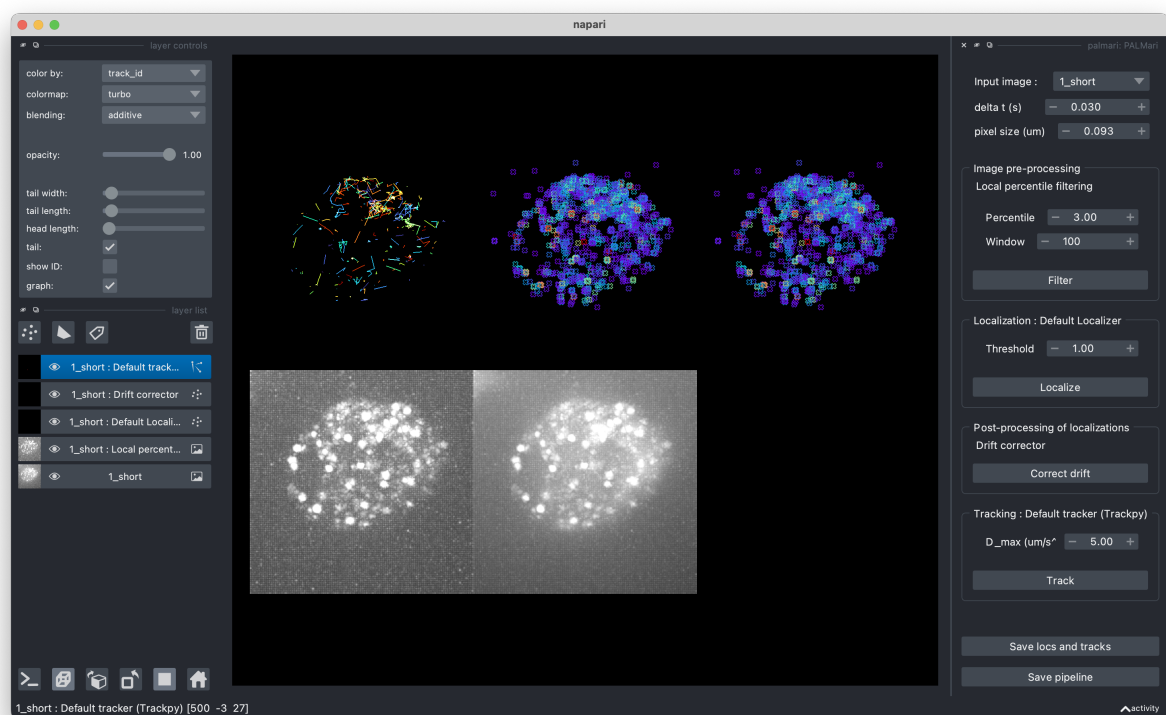 napari
layer controls
color by: track_id
colormap: turbo
blending: additive
opacity: 1.00
tail width:
tail length:
head length:
tail:
show ID:
graph:
layer list
1_short : Default track...
1_short : Drift corrector
1_short : Default Locali...
1_short : Local percent...
1_short
1_short : Default tracker (Trackpy) [500 -3 27]
palmari: PALMari
Input image : 1_short
delta t (s) − 0.030 +
pixel size (um) − 0.093 +
Image pre-processing
Local percentile filtering
Percentile − 3.00 +
Window − 100 +
Filter
Localization : Default Localizer
Threshold − 1.00 +
Localize
Post-processing of localizations
Drift corrector
Correct drift
Tracking : Default tracker (Trackpy)
D_max (um/s^ − 5.00 +
Track
Save locs and tracks
Save pipeline
activity